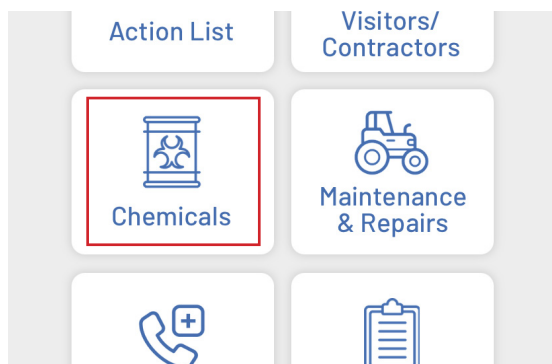 Action List
Visitors/
Contractors
Chemicals
Maintenance
& Repairs